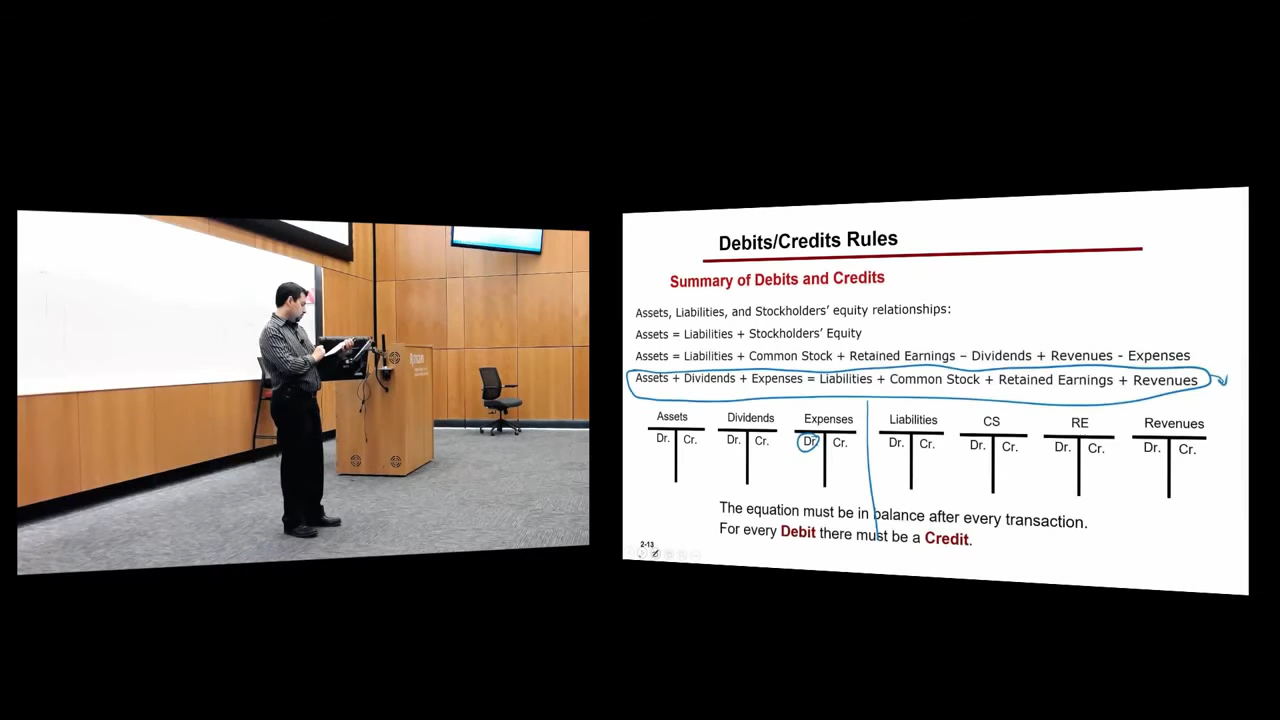 Debits/Credits Rules
Summary of Debits and Credits
Assets, Liabilities, and Stockholders' equity relationships:
Assets = Liabilities + Stockholders' Equity
Assets = Liabilities + Common Stock + Retained Earnings – Dividends + Revenues - Expenses
Assets + Dividends + Expenses = Liabilities + Common Stock + Retained Earnings + Revenues
Assets Dividends Expenses Liabilities CS RE Revenues
Dr. Cr. Dr. Cr. Dr. Cr. Dr. Cr. Dr. Cr. Dr. Cr. Dr. Cr.
The equation must be in balance after every transaction.
For every Debit there must be a Credit.
2-13